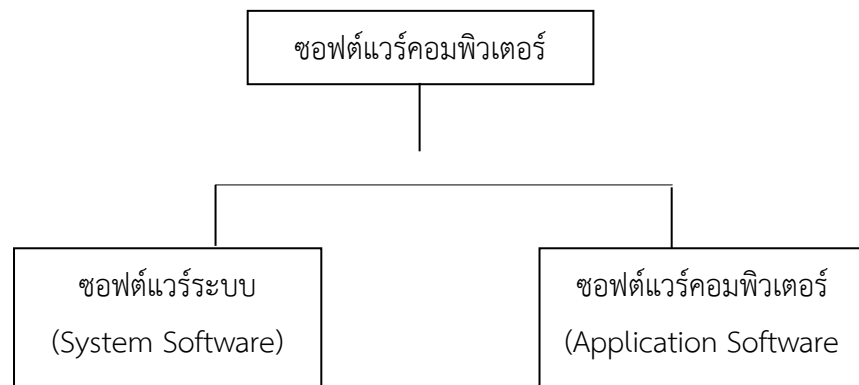 ซอฟต์แวร์คอมพิวเตอร์
ซอฟต์แวร์ระบบ
(System Software)
ซอฟต์แวร์คอมพิวเตอร์
(Application Software